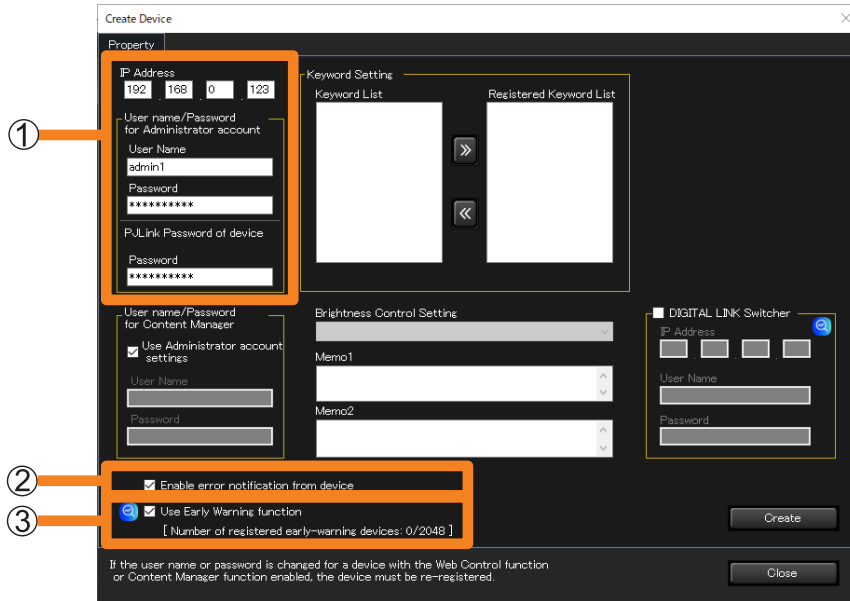 Create Device
Property
①
IP Address
192 . 168 . 0 . 123
User name/Password
for Administrator account
User Name
admin1
Password
**********
PJLink Password of device
Password
**********
Keyword Setting
Keyword List
Registered Keyword List
»
«
User name/Password
for Content Manager
Use Administrator account
settings
User Name
Password
Brightness Control Setting
Memo1
Memo2
DIGITAL LINK Switcher
IP Address
. . .
User Name
Password
②
Enable error notification from device
③
Use Early Warning function
[ Number of registered early-warning devices: 0/2048 ]
Create
If the user name or password is changed for a device with the Web Control function
or Content Manager function enabled, the device must be re-registered.
Close